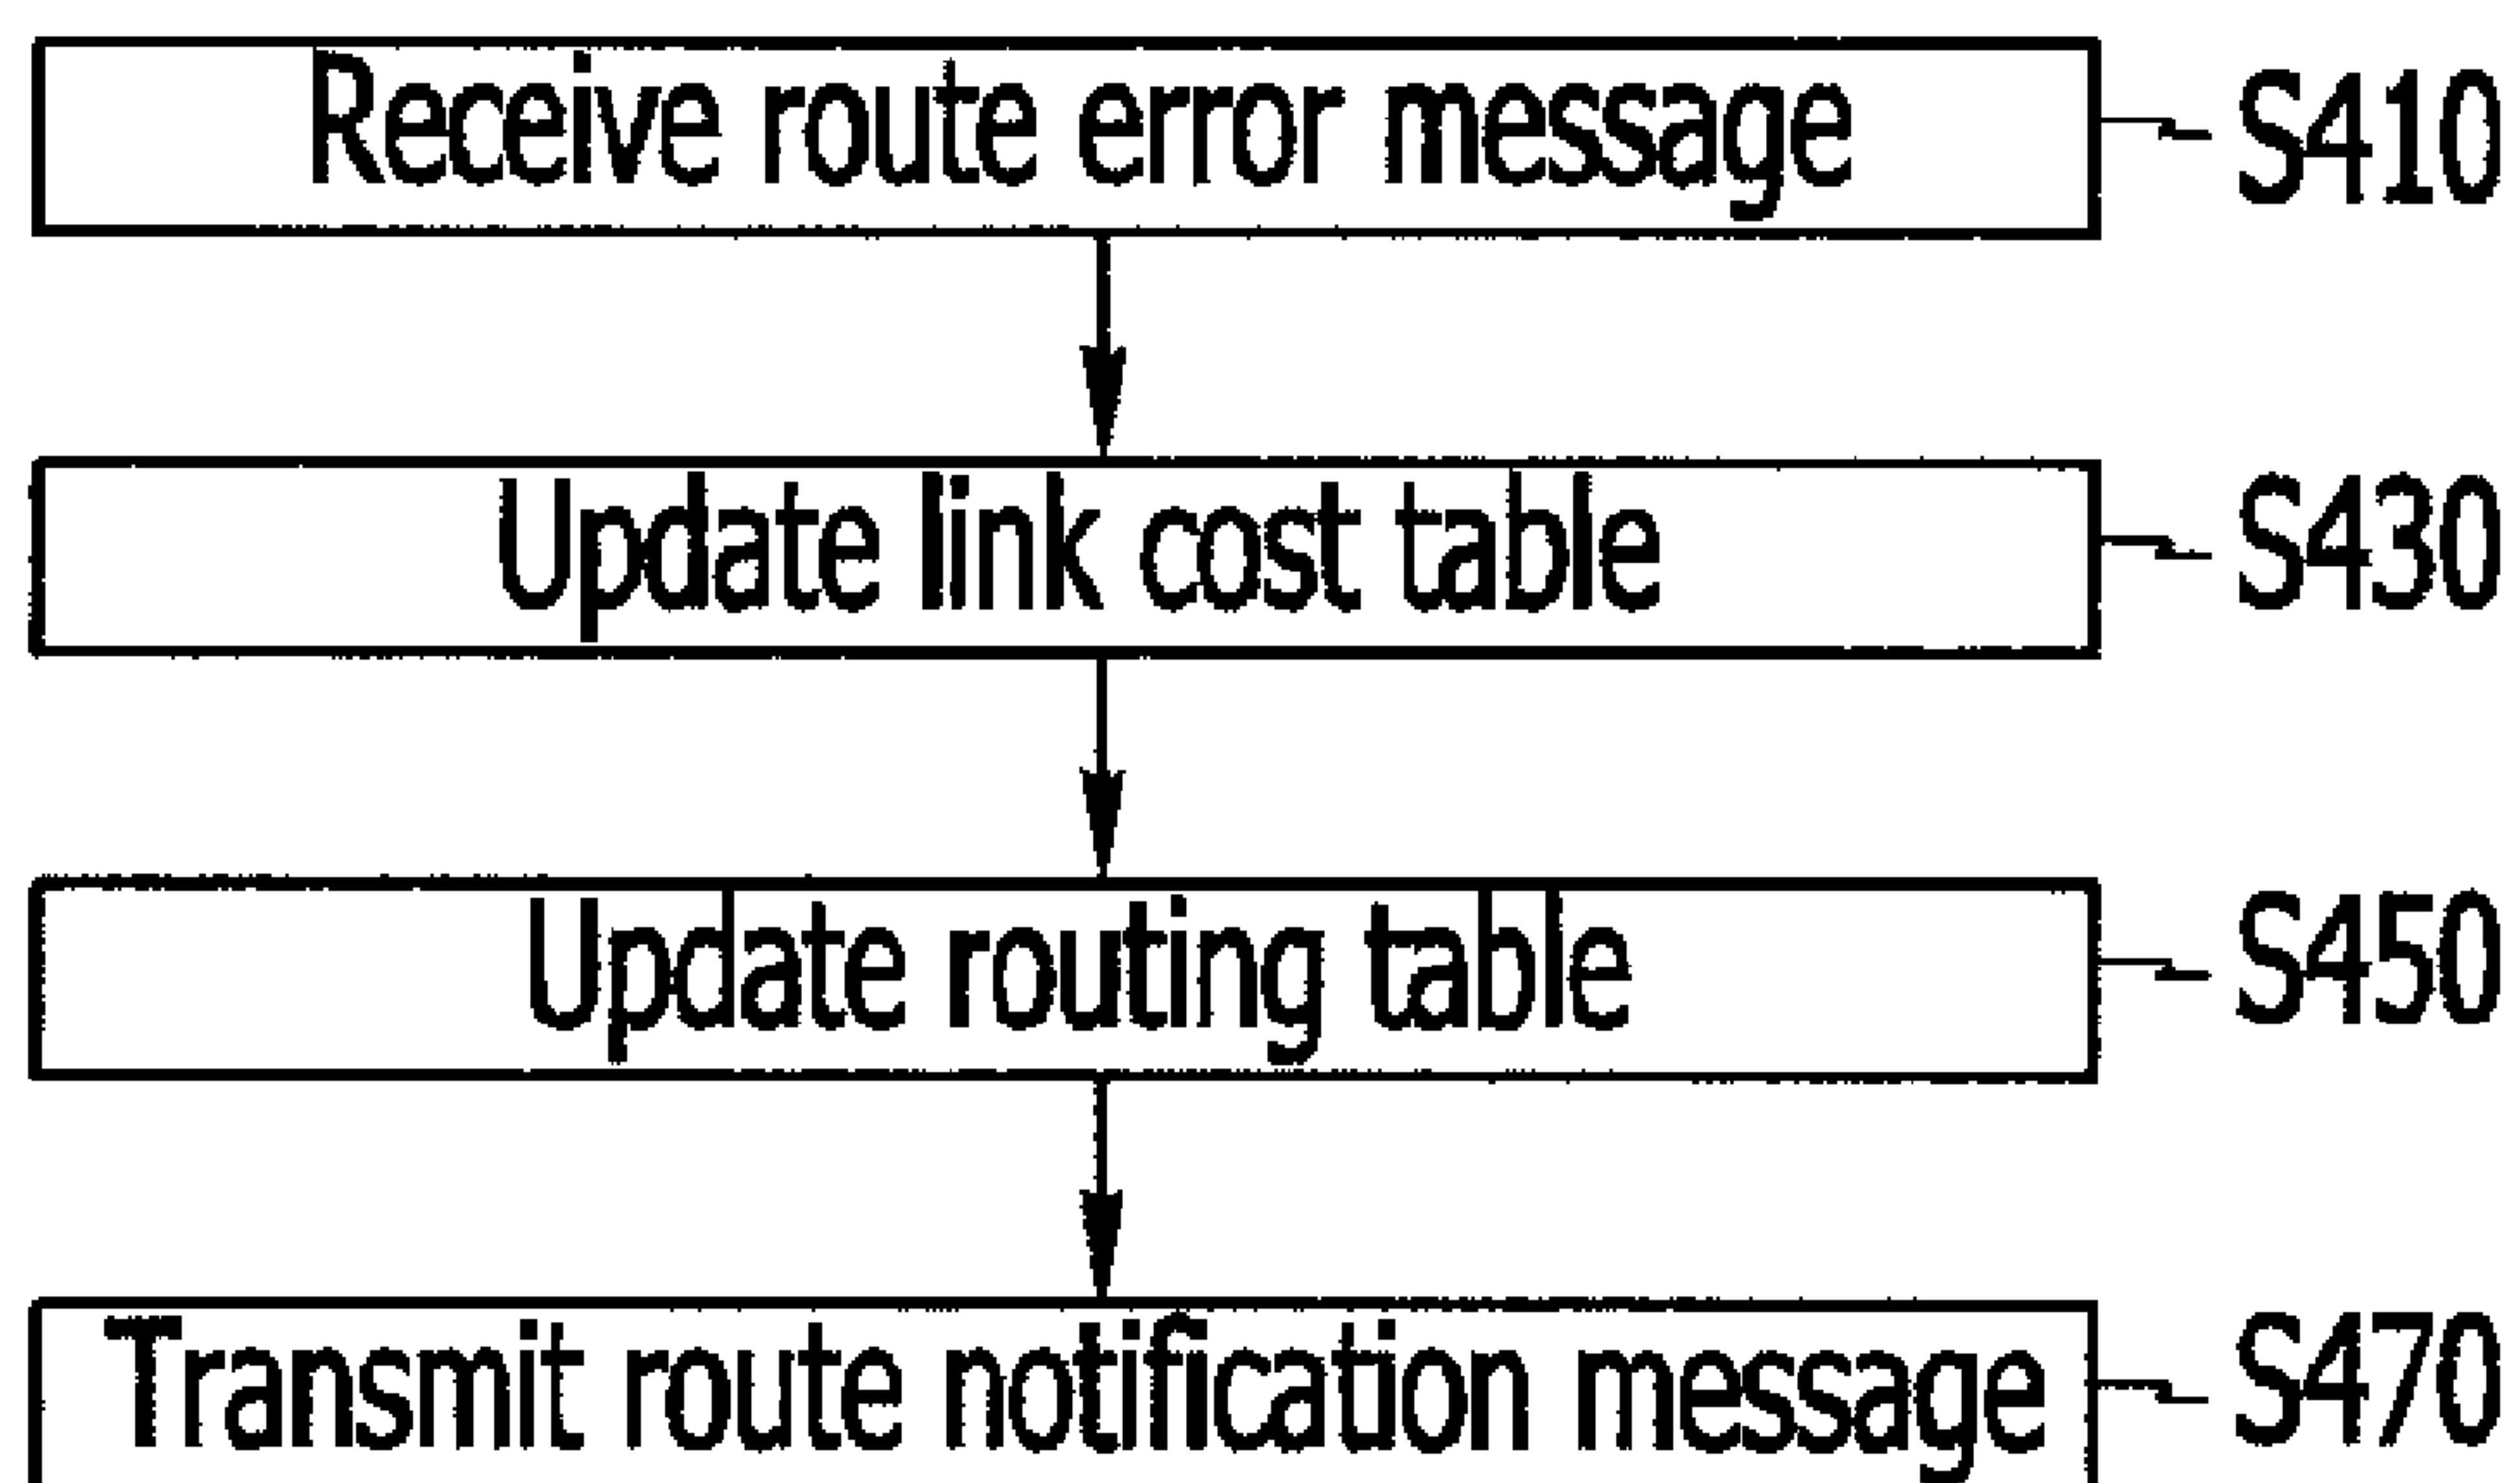 Receive route error message S410
Update link cost table S430
Update routing table S450
Transmit route notification message S470